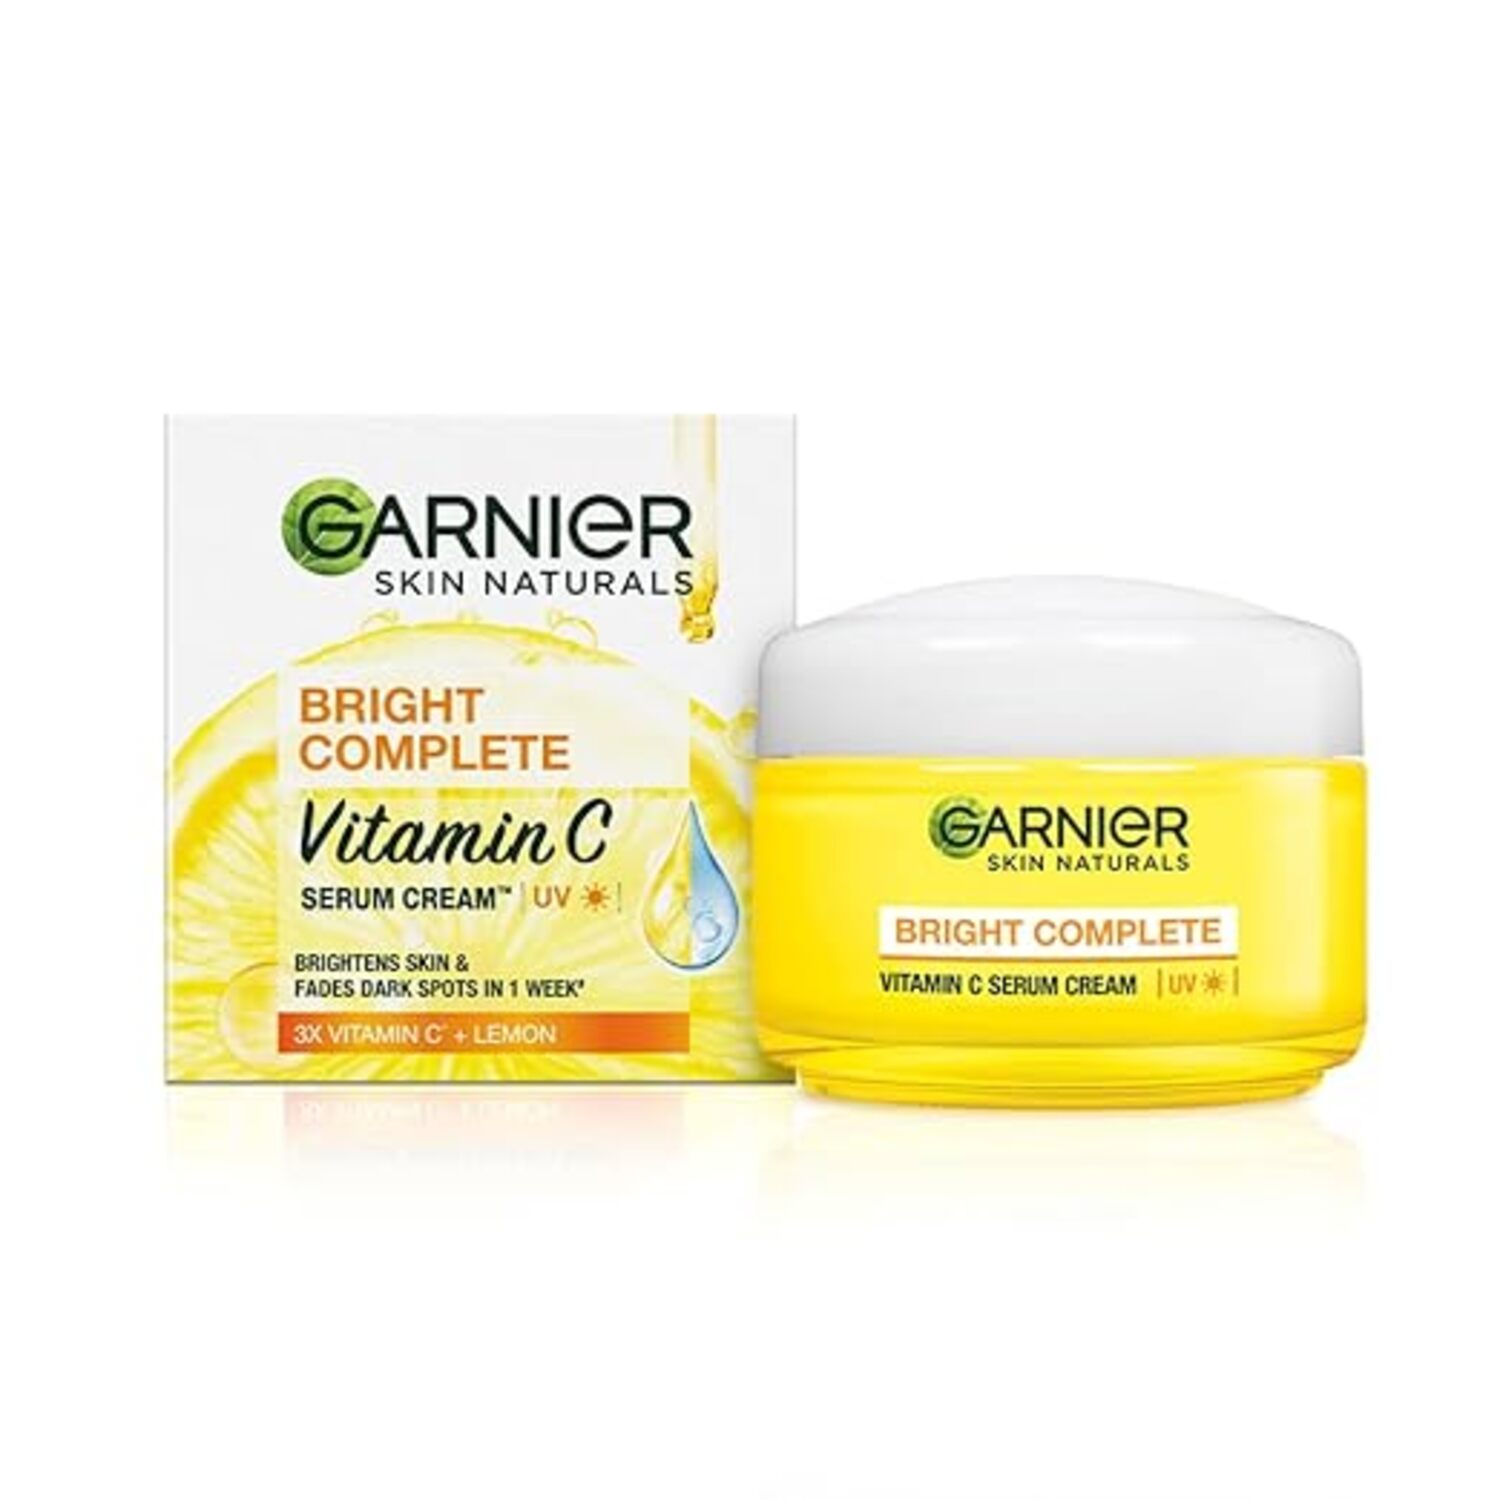 GARNIER
SKIN NATURALS
BRIGHT
COMPLETE
Vitamin C
SERUM CREAM™ | UV |
BRIGHTENS SKIN &
FADES DARK SPOTS IN 1 WEEK#
3X VITAMIN C* + LEMON
GARNIER
SKIN NATURALS
BRIGHT COMPLETE
VITAMIN C SERUM CREAM | UV |